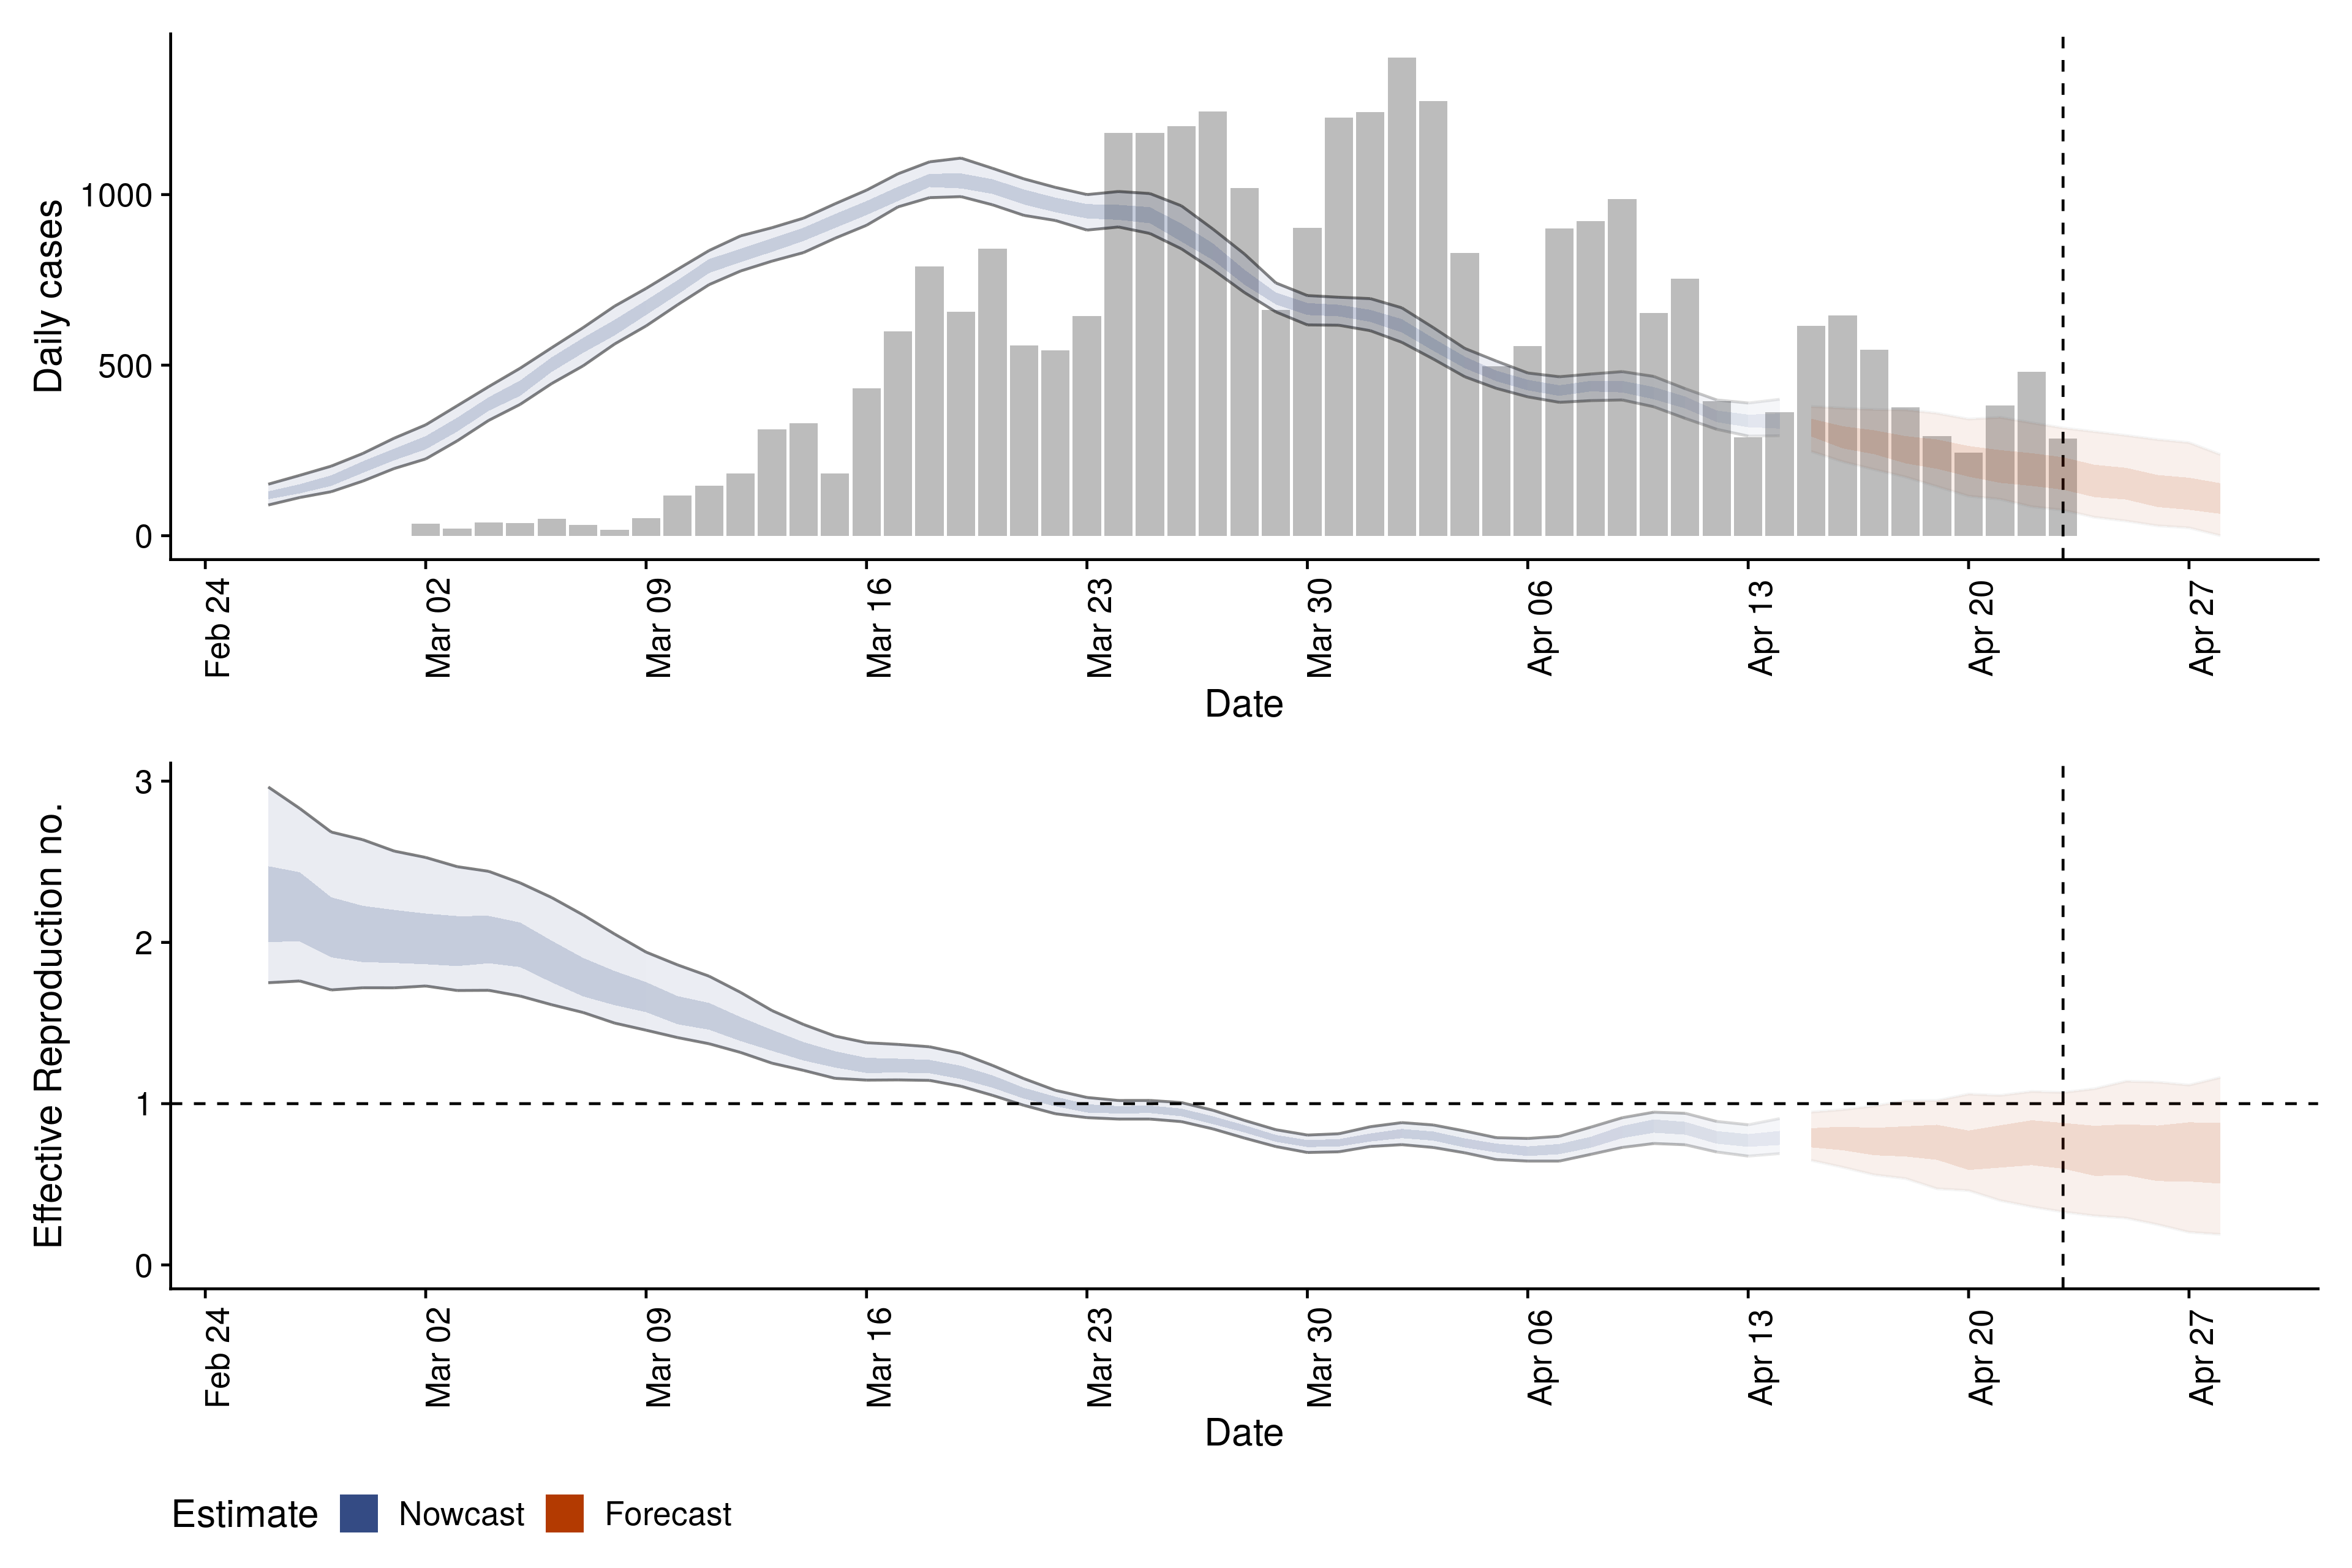 Daily cases
1000
500
0
Feb 24 Mar 02 Mar 09 Mar 16 Mar 23 Mar 30 Apr 06 Apr 13 Apr 20 Apr 27
Date
Effective Reproduction no.
3
2
1
0
Feb 24 Mar 02 Mar 09 Mar 16 Mar 23 Mar 30 Apr 06 Apr 13 Apr 20 Apr 27
Date
Estimate Nowcast Forecast